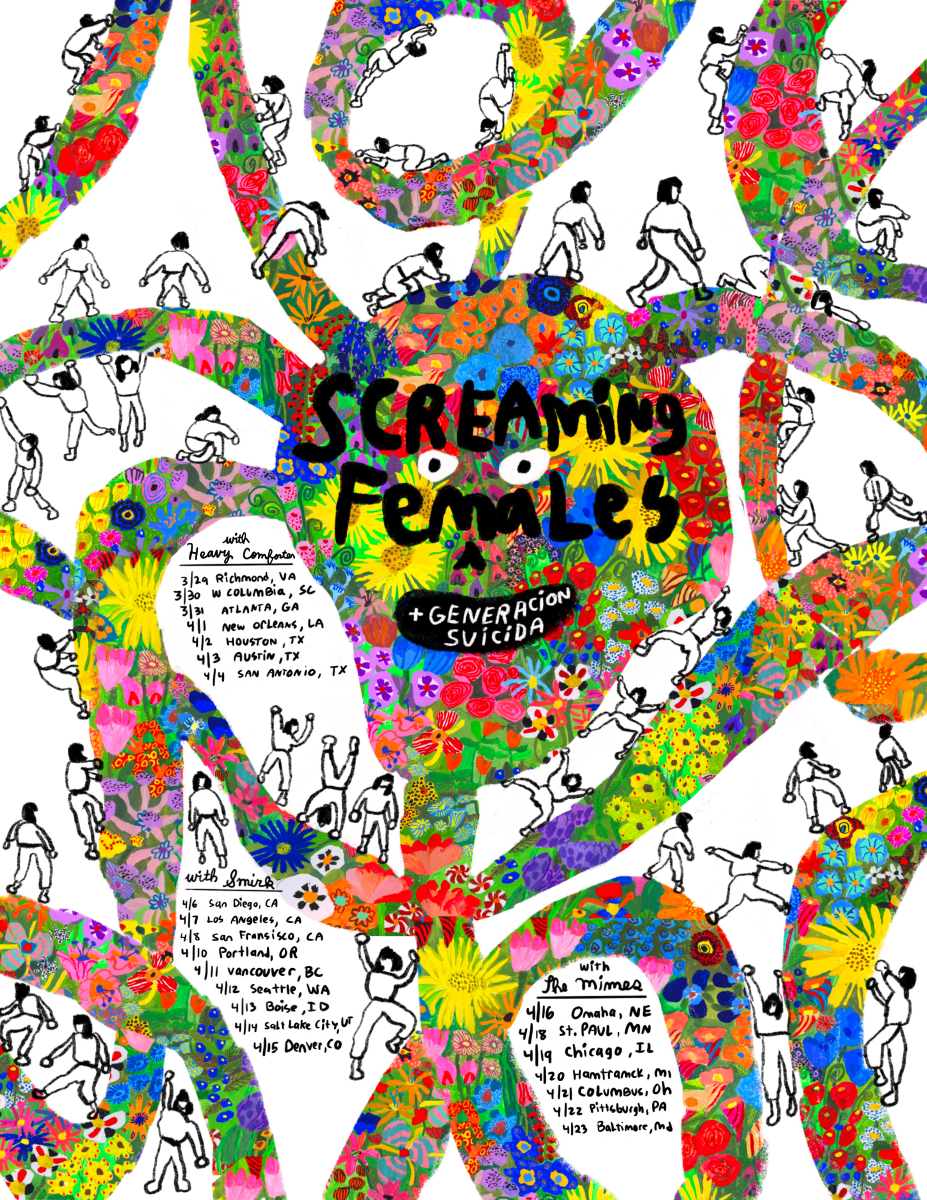 SCREAMING
FEMALES
+ GENERACION
SUICIDA
with
Heavy Comforter
3/29 Richmond, VA
3/30 W COLUMBIA, SC
3/31 ATLANTA, GA
4/1 NEW ORLEANS, LA
4/2 HOUSTON, TX
4/3 AUSTIN, TX
4/4 SAN ANTONIO, TX
with Smirk
4/6 San Diego, CA
4/7 Los Angeles, CA
4/8 San Fransisco, CA
4/10 Portland, OR
4/11 Vancouver, BC
4/12 Seattle, WA
4/13 Boise, ID
4/14 Salt Lake City, UT
4/15 Denver, CO
with
The Mimes
4/16 Omaha, NE
4/18 St. PAUL, MN
4/19 Chicago, IL
4/20 Hamtramck, MI
4/21 COLUMBUS, Oh
4/22 Pittsburgh, PA
4/23 Baltimore, Md